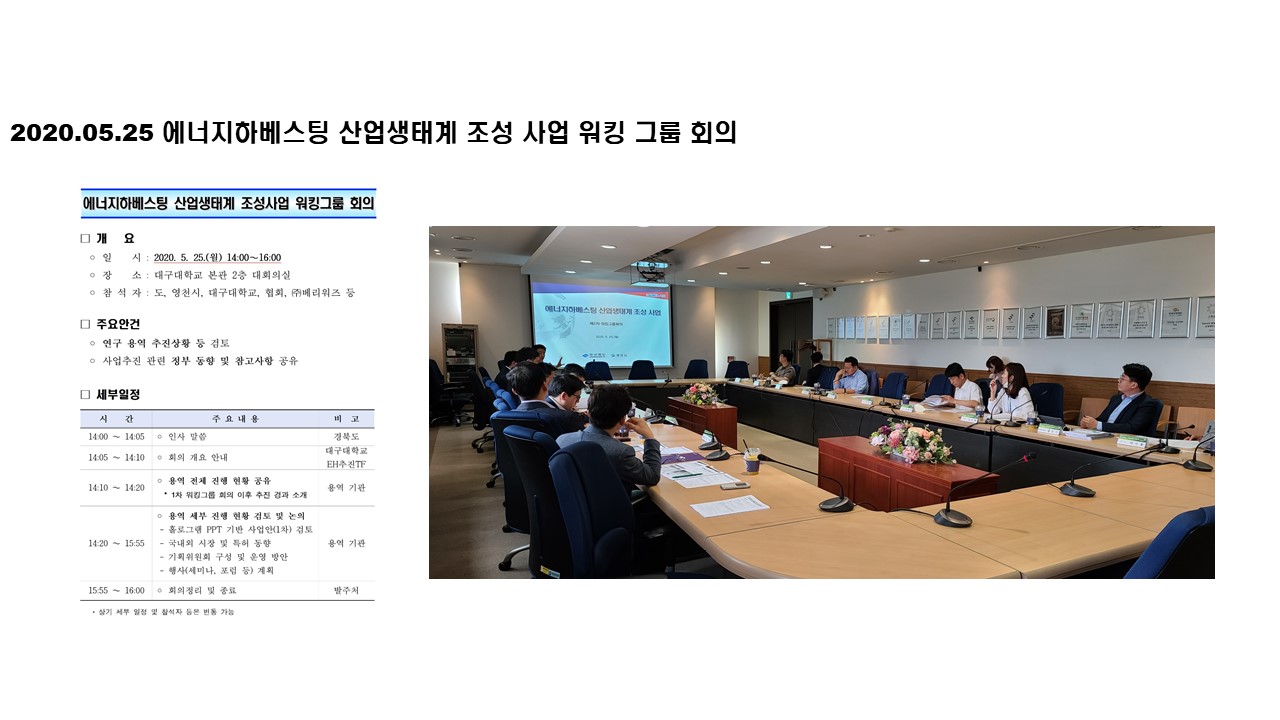 2020.05.25 에너지하베스팅 산업생태계 조성 사업 워킹 그룹 회의
에너지하베스팅 산업생태계 조성사업 워킹그룹 회의
□ 개 요
○ 일 시 : 2020. 5. 25.(월) 14:00~16:00
○ 장 소 : 대구대학교 본관 2층 대회의실
○ 참 석 자 : 도, 영천시, 대구대학교, 협회, ㈜베리워즈 등
□ 주요안건
○ 연구 용역 추진상황 등 검토
○ 사업추진 관련 정부 동향 및 참고사항 공유
□ 세부일정
시 간 주 요 내 용 비 고
14:00 ~ 14:05 ○ 인사 말씀 경북도
14:05 ~ 14:10 ○ 회의 개요 안내 대구대학교 EH추진TF
14:10 ~ 14:20 ○ 용역 전체 진행 현황 공유 용역 기관
* 1차 워킹그룹 회의 이후 추진 경과 소개
14:20 ~ 15:55 ○ 용역 세부 진행 현황 검토 및 논의 용역 기관
- 홀로그램 PPT 기반 사업안(1차) 검토
- 국내외 시장 및 특허 동향
- 기획위원회 구성 및 운영 방안
- 행사(세미나, 포럼 등) 계획
15:55 ~ 16:00 ○ 회의정리 및 종료 발주처
* 상기 세부 일정 및 참석자 등은 변동 가능
에너지하베스팅 산업생태계 조성 사업